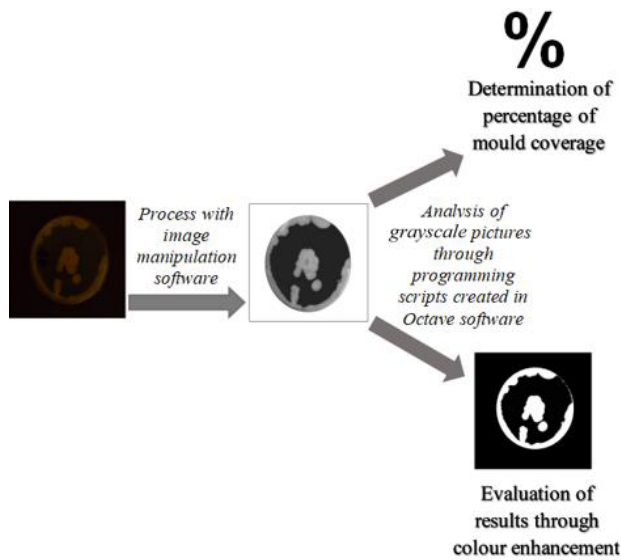 %
Determination of
percentage of
mould coverage
Process with
image
manipulation
software
Analysis of
grayscale pictures
through
programming
scripts created in
Octave software
Evaluation of
results through
colour enhancement